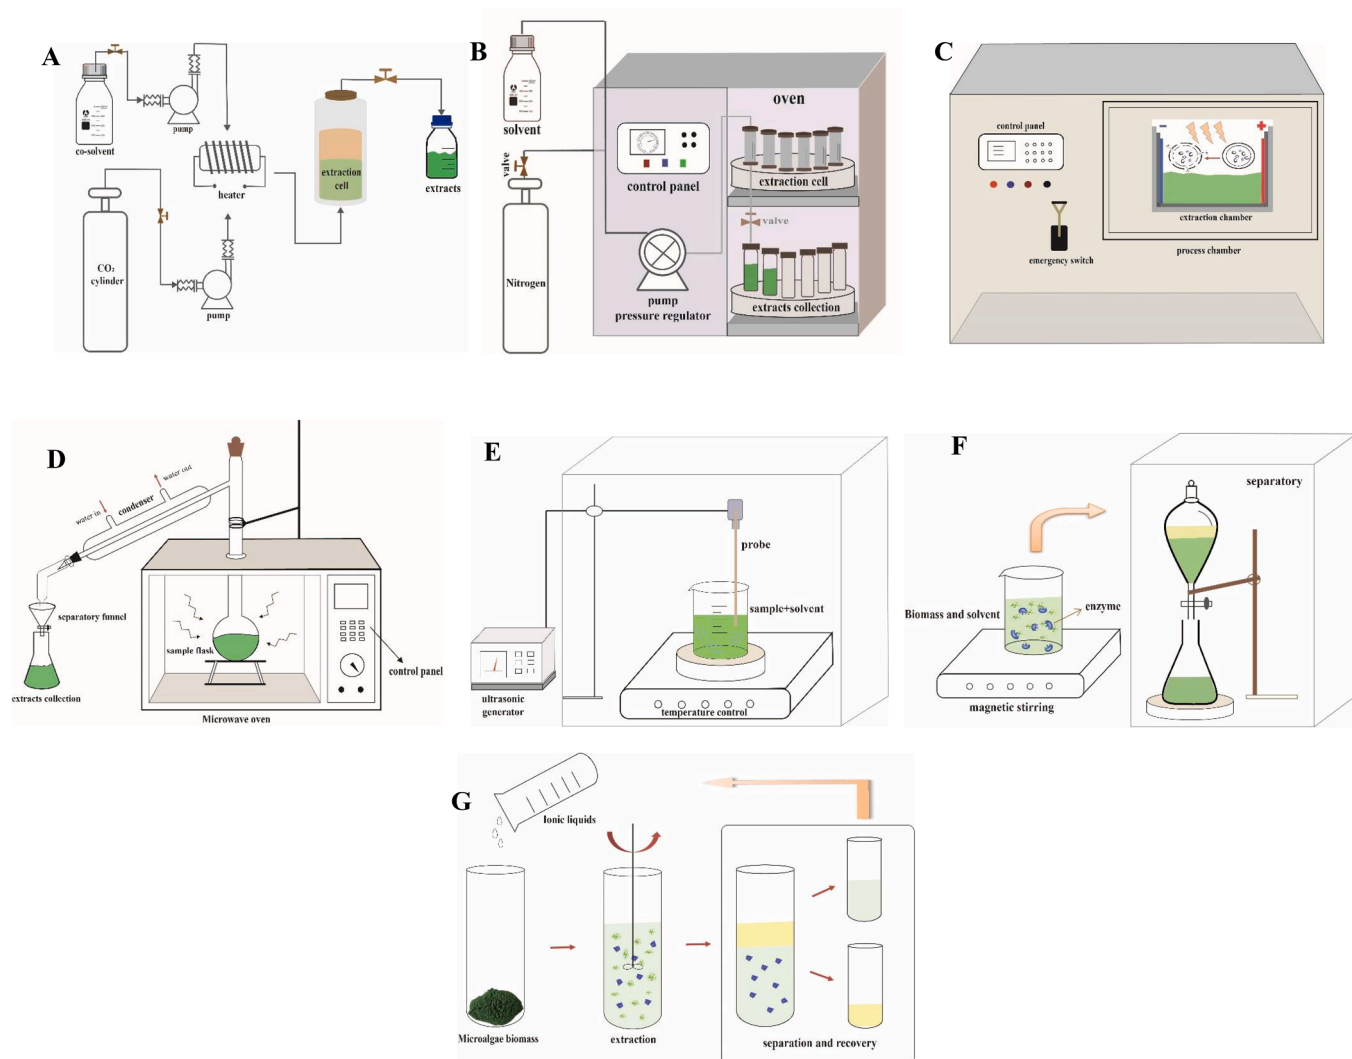 A
co-solvent
pump
heater
CO₂
cylinder
pump
extraction
cell
extracts
B
solvent
valve
Nitrogen
control panel
pump
pressure regulator
oven
extraction cell
valve
extracts collection
C
control panel
emergency switch
-
+
extraction chamber
process chamber
D
water in
condenser
water out
separatory funnel
extracts collection
sample flask
control panel
Microwave oven
E
probe
sample+solvent
ultrasonic
generator
temperature control
F
Biomass and solvent
enzyme
magnetic stirring
separatory
G
Ionic liquids
Microalgae biomass
extraction
separation and recovery